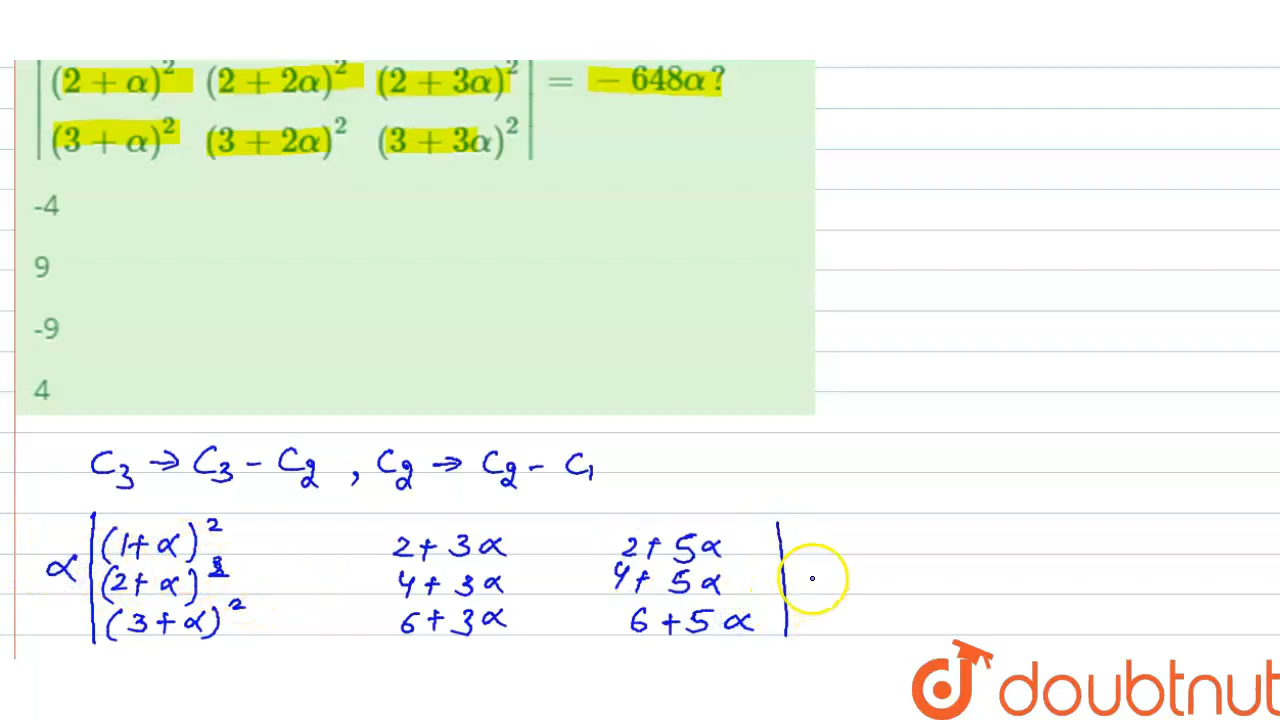 (2 + α)² (2 + 2α)² (2 + 3α)² = − 648α?
(3 + α)² (3 + 2α)² (3 + 3α)²
-4
9
-9
4
C₃ → C₃ − C₂ , C₂ → C₂ − C₁
(1+α)² 2+3α 2+5α
α (2+α)² 4+3α 4+5α
(3+α)² 6+3α 6+5α
doubtnut